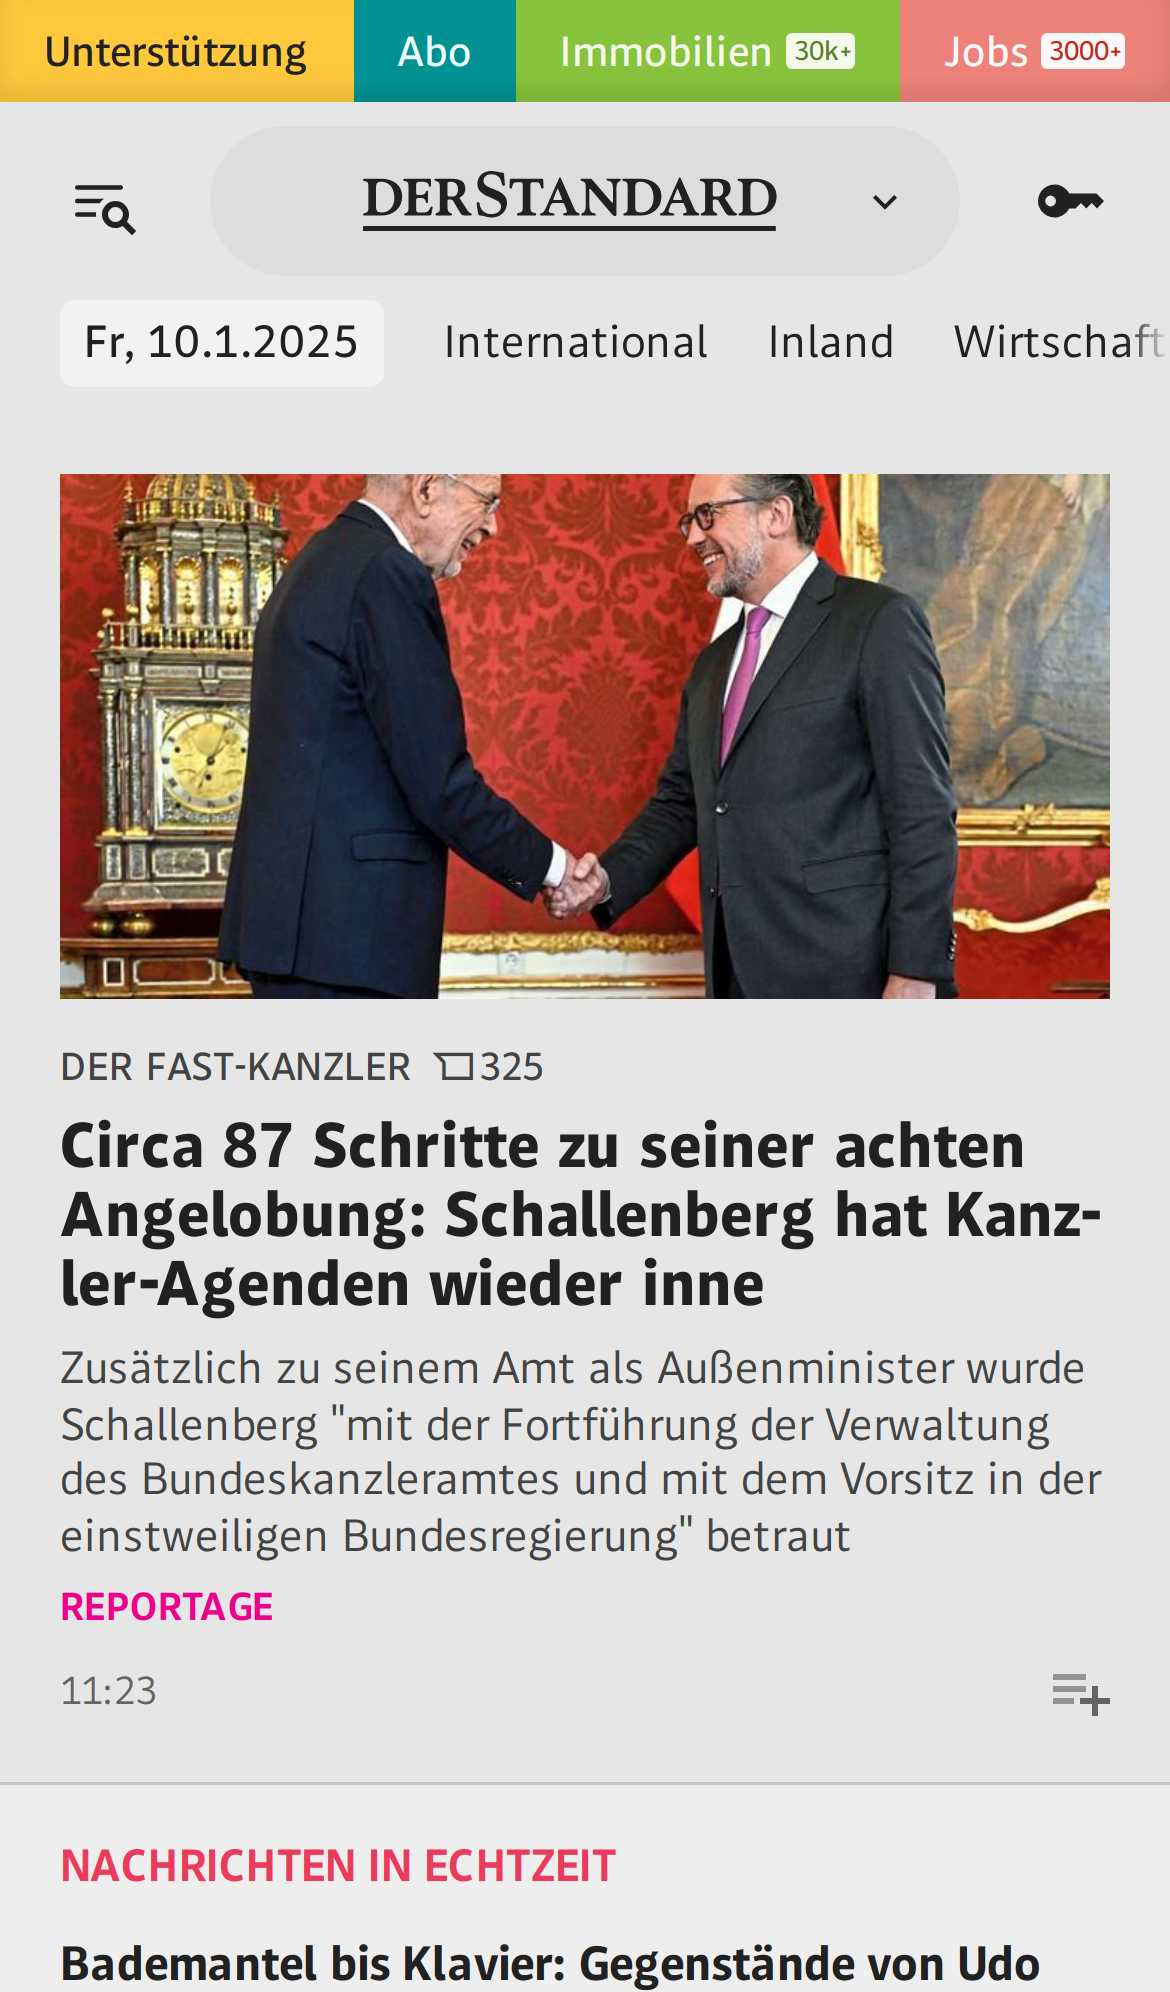 Unterstützung Abo Immobilien 30k+ Jobs 3000+
DERSTANDARD
Fr, 10.1.2025 International Inland Wirtschaft
DER FAST-KANZLER 325
Circa 87 Schritte zu seiner achten
Angelobung: Schallenberg hat Kanz-
ler-Agenden wieder inne
Zusätzlich zu seinem Amt als Außenminister wurde
Schallenberg "mit der Fortführung der Verwaltung
des Bundeskanzleramtes und mit dem Vorsitz in der
einstweiligen Bundesregierung" betraut
REPORTAGE
11:23
NACHRICHTEN IN ECHTZEIT
Bademantel bis Klavier: Gegenstände von Udo